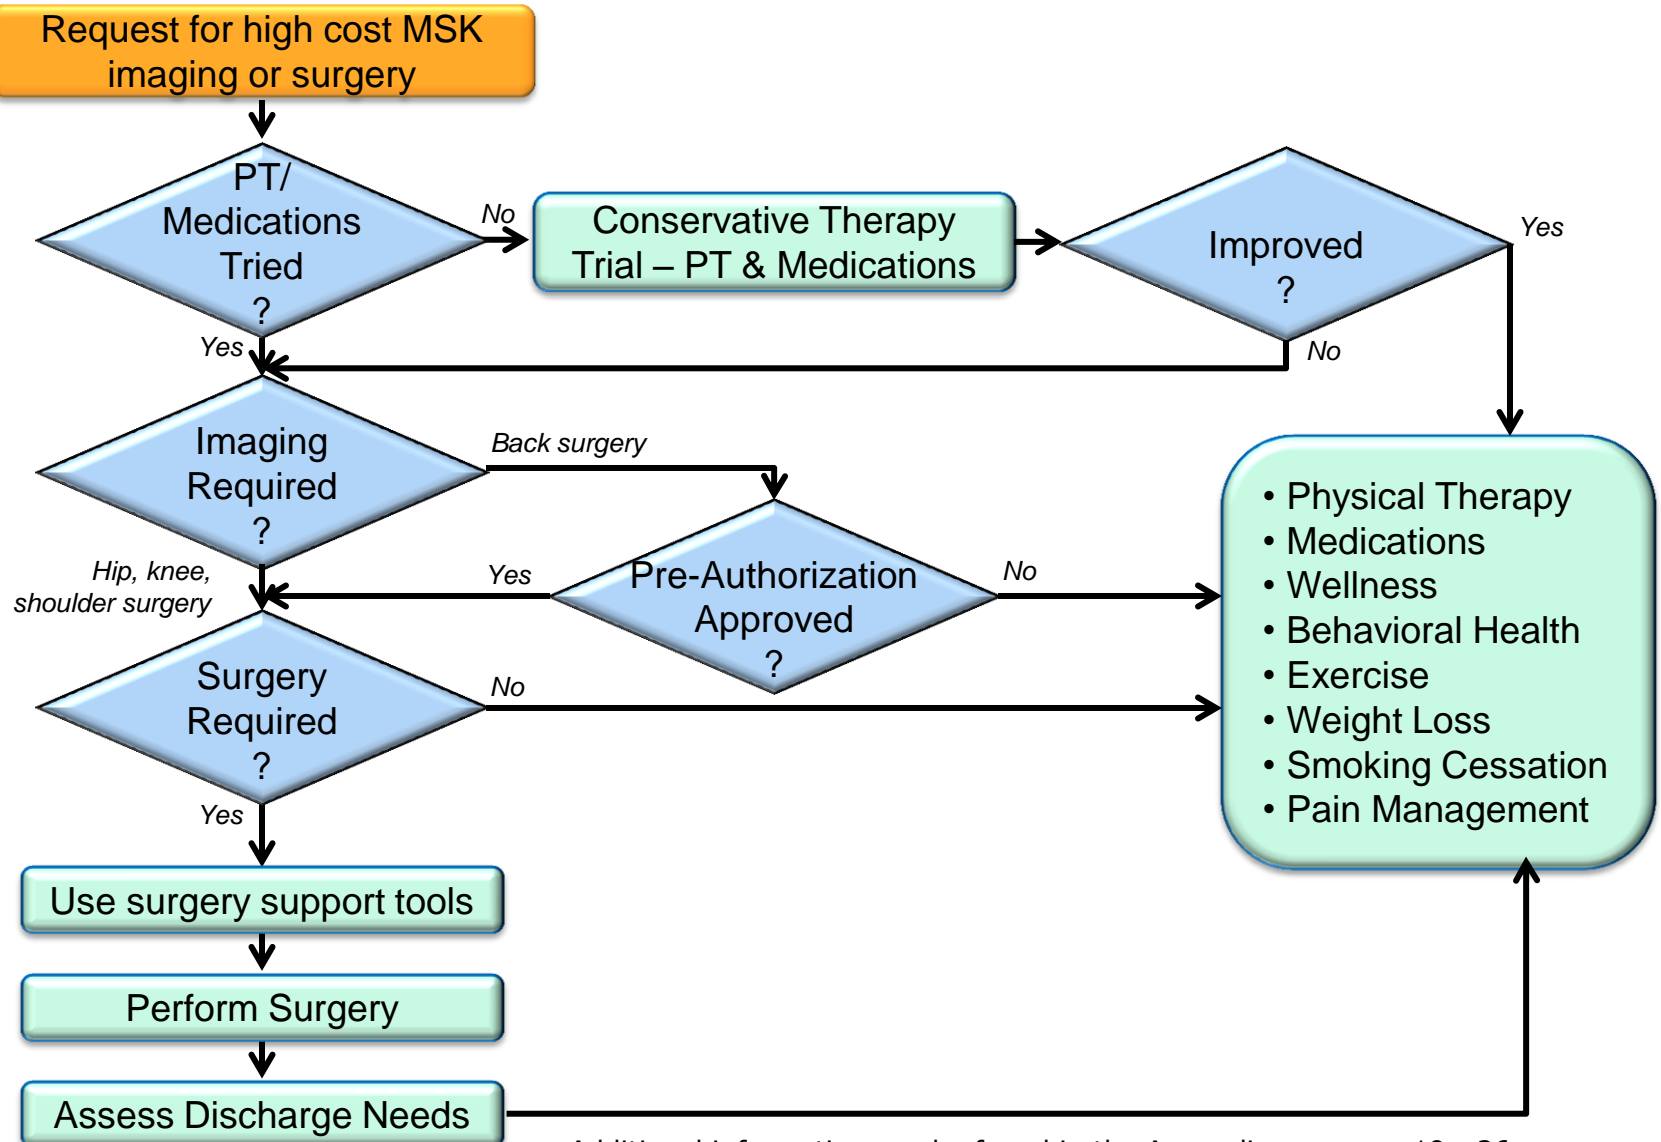 Request for high cost MSK
imaging or surgery
PT/
Medications
Tried
?
No
Conservative Therapy
Trial – PT & Medications
Improved
?
Yes
Yes
No
Imaging
Required
?
Back surgery
Hip, knee,
shoulder surgery
Yes
Pre-Authorization
Approved
?
No
• Physical Therapy
• Medications
• Wellness
• Behavioral Health
• Exercise
• Weight Loss
• Smoking Cessation
• Pain Management
Surgery
Required
?
No
Yes
Use surgery support tools
Perform Surgery
Assess Discharge Needs